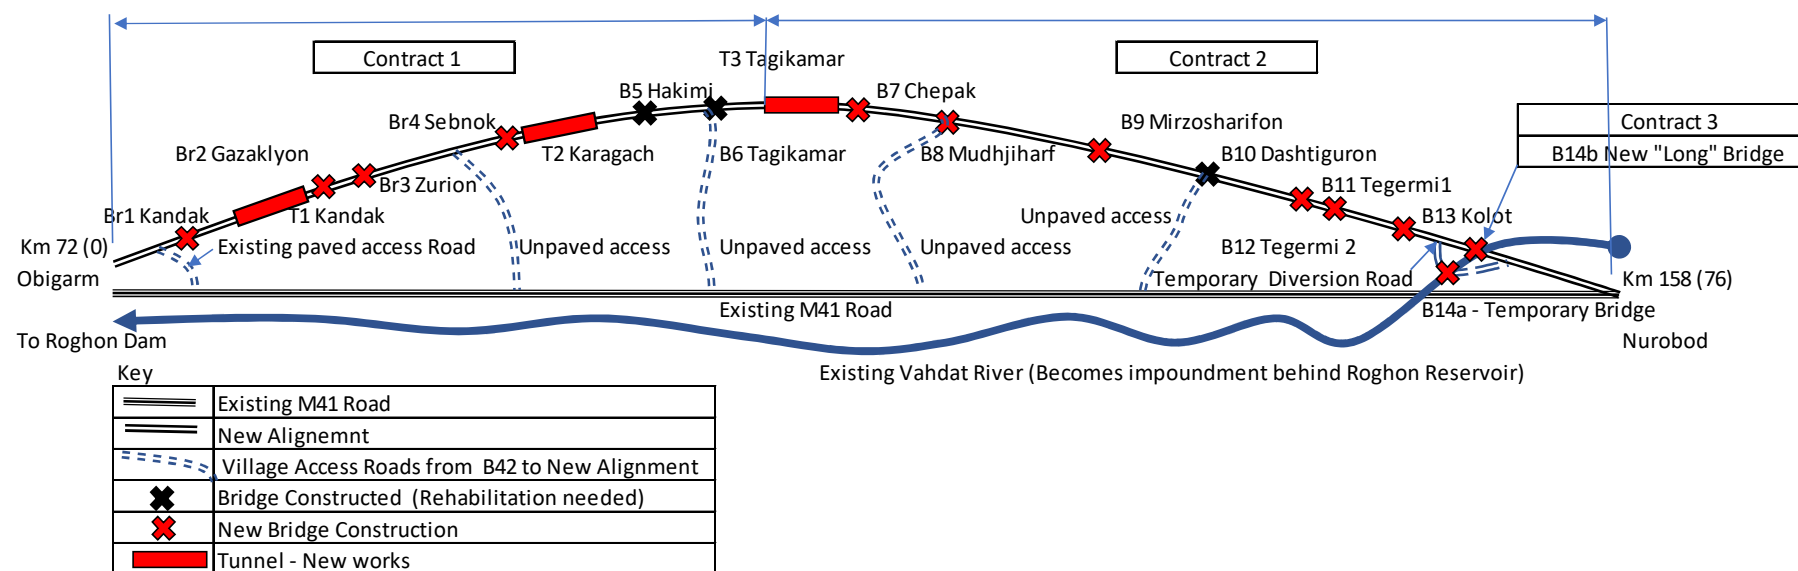 Contract 1
Contract 2
T3 Tagikamar
B5 Hakimi
B7 Chepak
Br4 Sebnok
B9 Mirzosharifon
Contract 3
B14b New "Long" Bridge
Br2 Gazaklyon
T2 Karagach
B6 Tagikamar
B8 Mudhjiharf
B10 Dashtiguron
Br3 Zurion
B11 Tegermi1
Br1 Kandak
T1 Kandak
Unpaved access
B13 Kolot
Km 72 (0)
Obigarm
Existing paved access Road
Unpaved access
Unpaved access
Unpaved access
B12 Tegermi 2
Temporary Diversion Road
Km 158 (76)
Existing M41 Road
B14a - Temporary Bridge
To Roghon Dam
Nurobod
Existing Vahdat River (Becomes impoundment behind Roghon Reservoir)
Key
Existing M41 Road
New Alignemnt
Village Access Roads from B42 to New Alignment
Bridge Constructed (Rehabilitation needed)
New Bridge Construction
Tunnel - New works